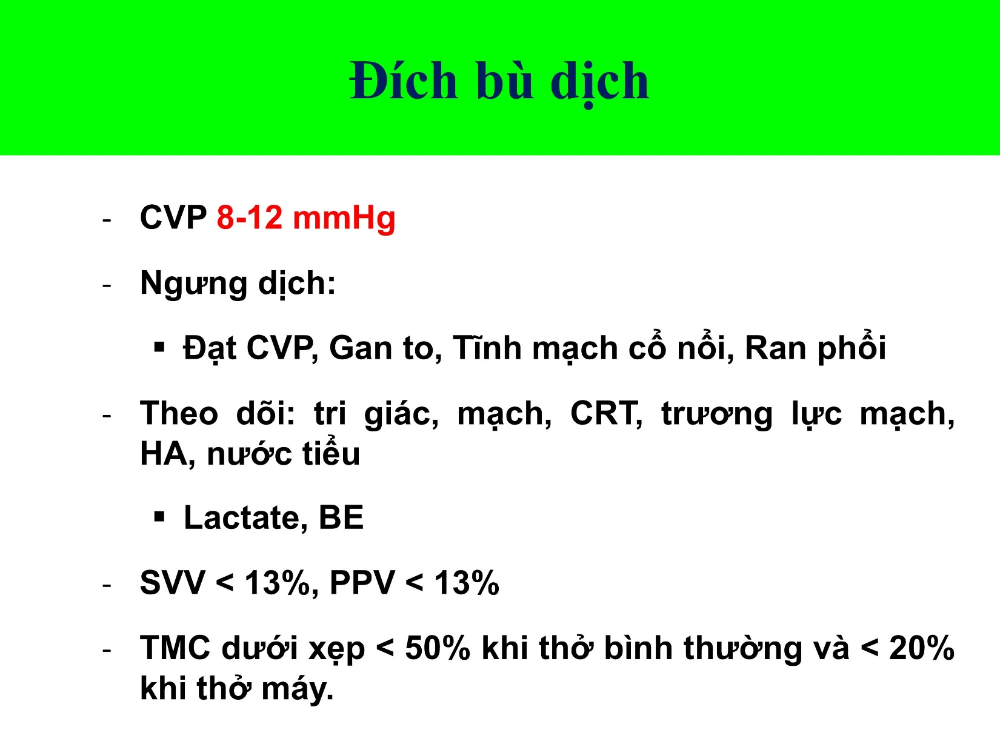 Đích bù dịch
- CVP 8-12 mmHg
- Ngưng dịch:
▪ Đạt CVP, Gan to, Tĩnh mạch cổ nổi, Ran phổi
- Theo dõi: tri giác, mạch, CRT, trương lực mạch,
HA, nước tiểu
▪ Lactate, BE
- SVV < 13%, PPV < 13%
- TMC dưới xẹp < 50% khi thở bình thường và < 20%
khi thở máy.